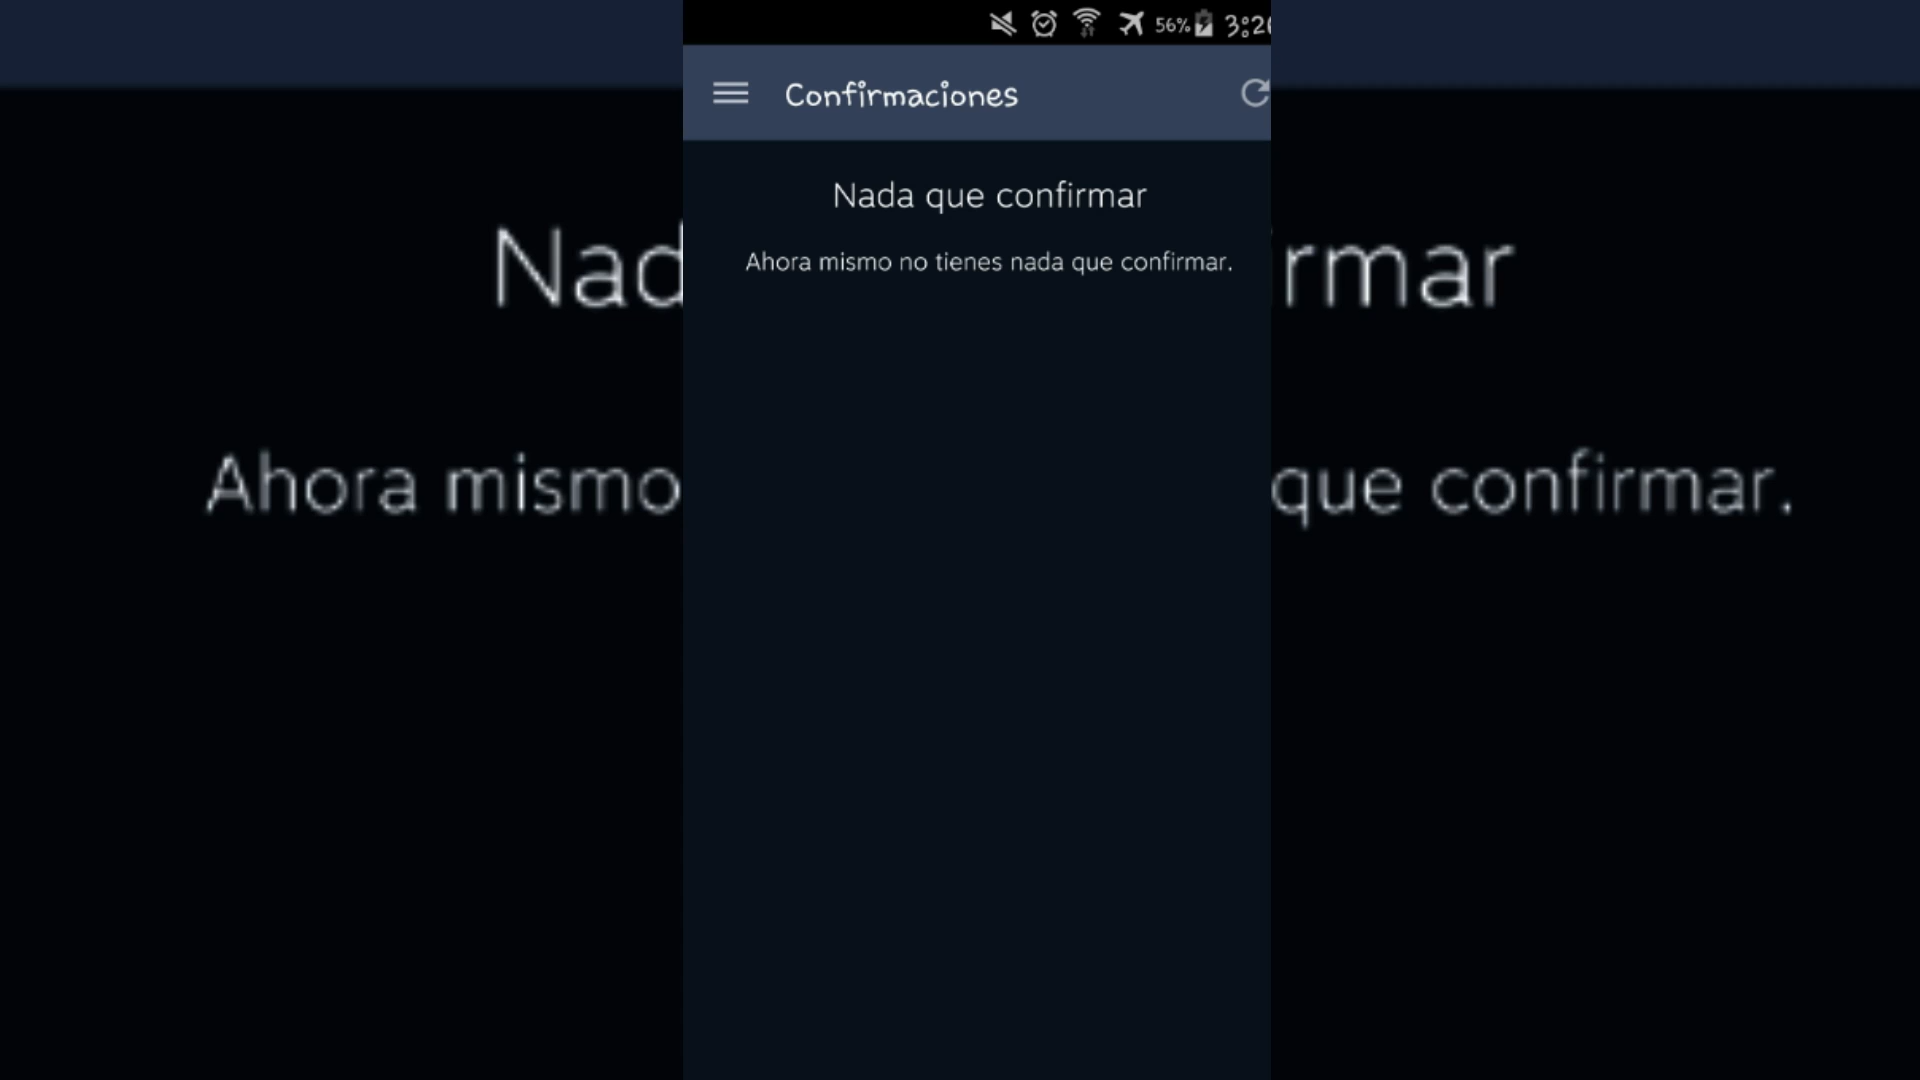 56% 3:20
Confirmaciones
Nada que confirmar
Ahora mismo no tienes nada que confirmar.
Nad rmar
Ahora mismo que confirmar.